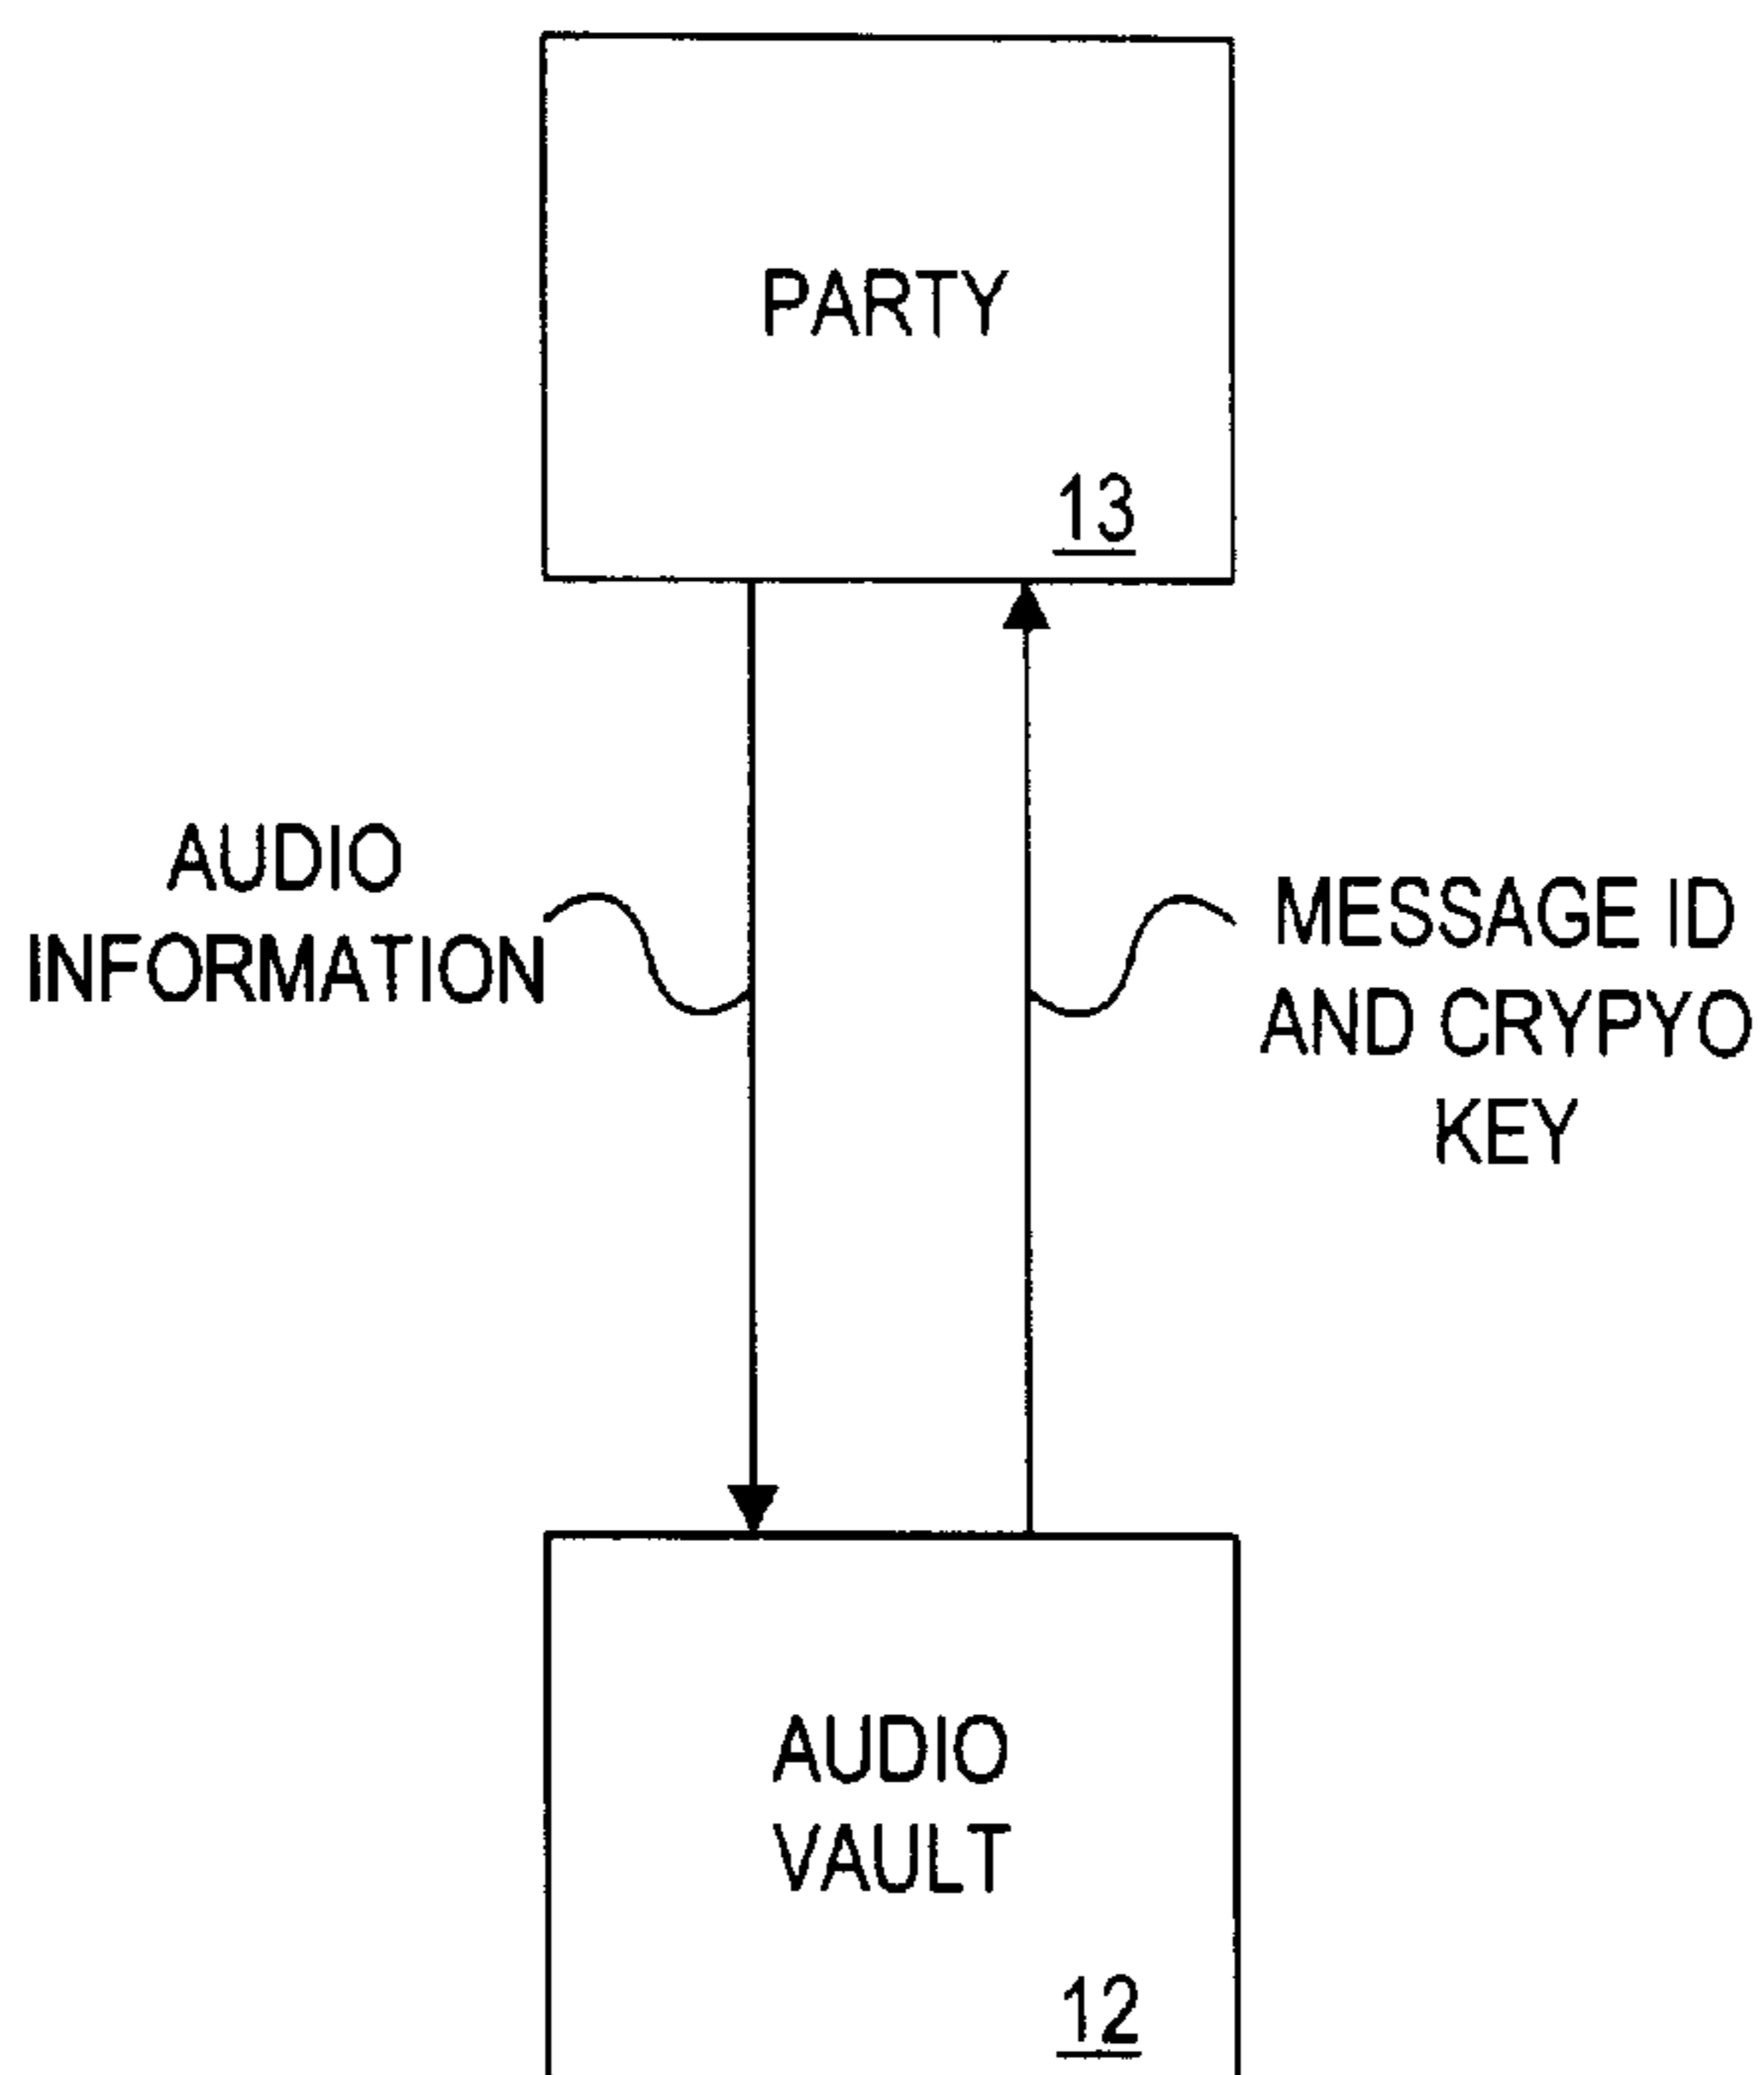 PARTY
13
AUDIO
INFORMATION
MESSAGE ID
AND CRYPYO
KEY
AUDIO
VAULT
12